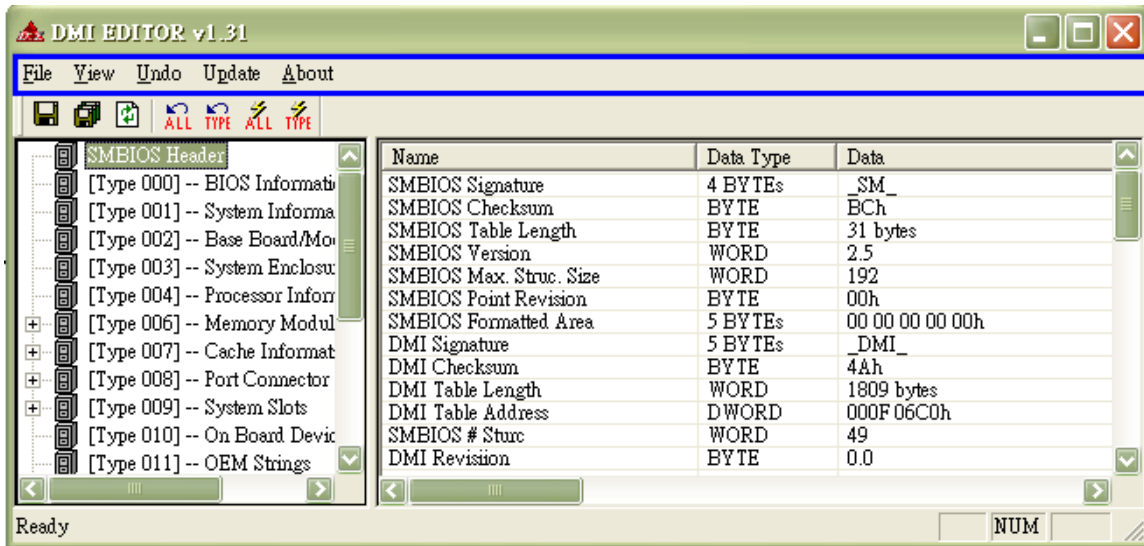 DMI EDITOR v1.31
File View Undo Update About
ALL TYPE ALL TYPE
SMBIOS Header
[Type 000] -- BIOS Informati
[Type 001] -- System Informa
[Type 002] -- Base Board/Mo
[Type 003] -- System Enclosu
[Type 004] -- Processor Inform
[Type 006] -- Memory Modul
[Type 007] -- Cache Informat
[Type 008] -- Port Connector
[Type 009] -- System Slots
[Type 010] -- On Board Devic
[Type 011] -- OEM Strings
Name Data Type Data
SMBIOS Signature 4 BYTEs _SM_
SMBIOS Checksum BYTE BCh
SMBIOS Table Length BYTE 31 bytes
SMBIOS Version WORD 2.5
SMBIOS Max. Struc. Size WORD 192
SMBIOS Point Revision BYTE 00h
SMBIOS Formatted Area 5 BYTEs 00 00 00 00 00h
DMI Signature 5 BYTEs _DMI_
DMI Checksum BYTE 4Ah
DMI Table Length WORD 1809 bytes
DMI Table Address DWORD 000F 06C0h
SMBIOS # Sturc WORD 49
DMI Revisiion BYTE 0.0
Ready NUM